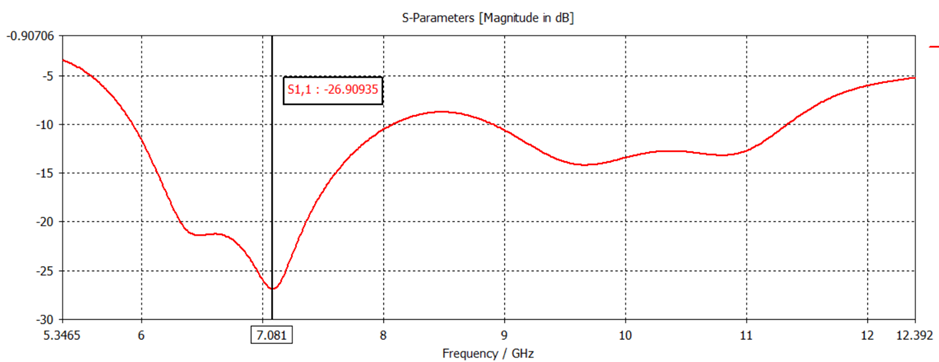 S-Parameters [Magnitude in dB]
-0.90706
-5
S1,1 : -26.90935
-10
-15
-20
-25
-30
5.3465 6 7.081 8 9 10 11 12 12.392
Frequency / GHz